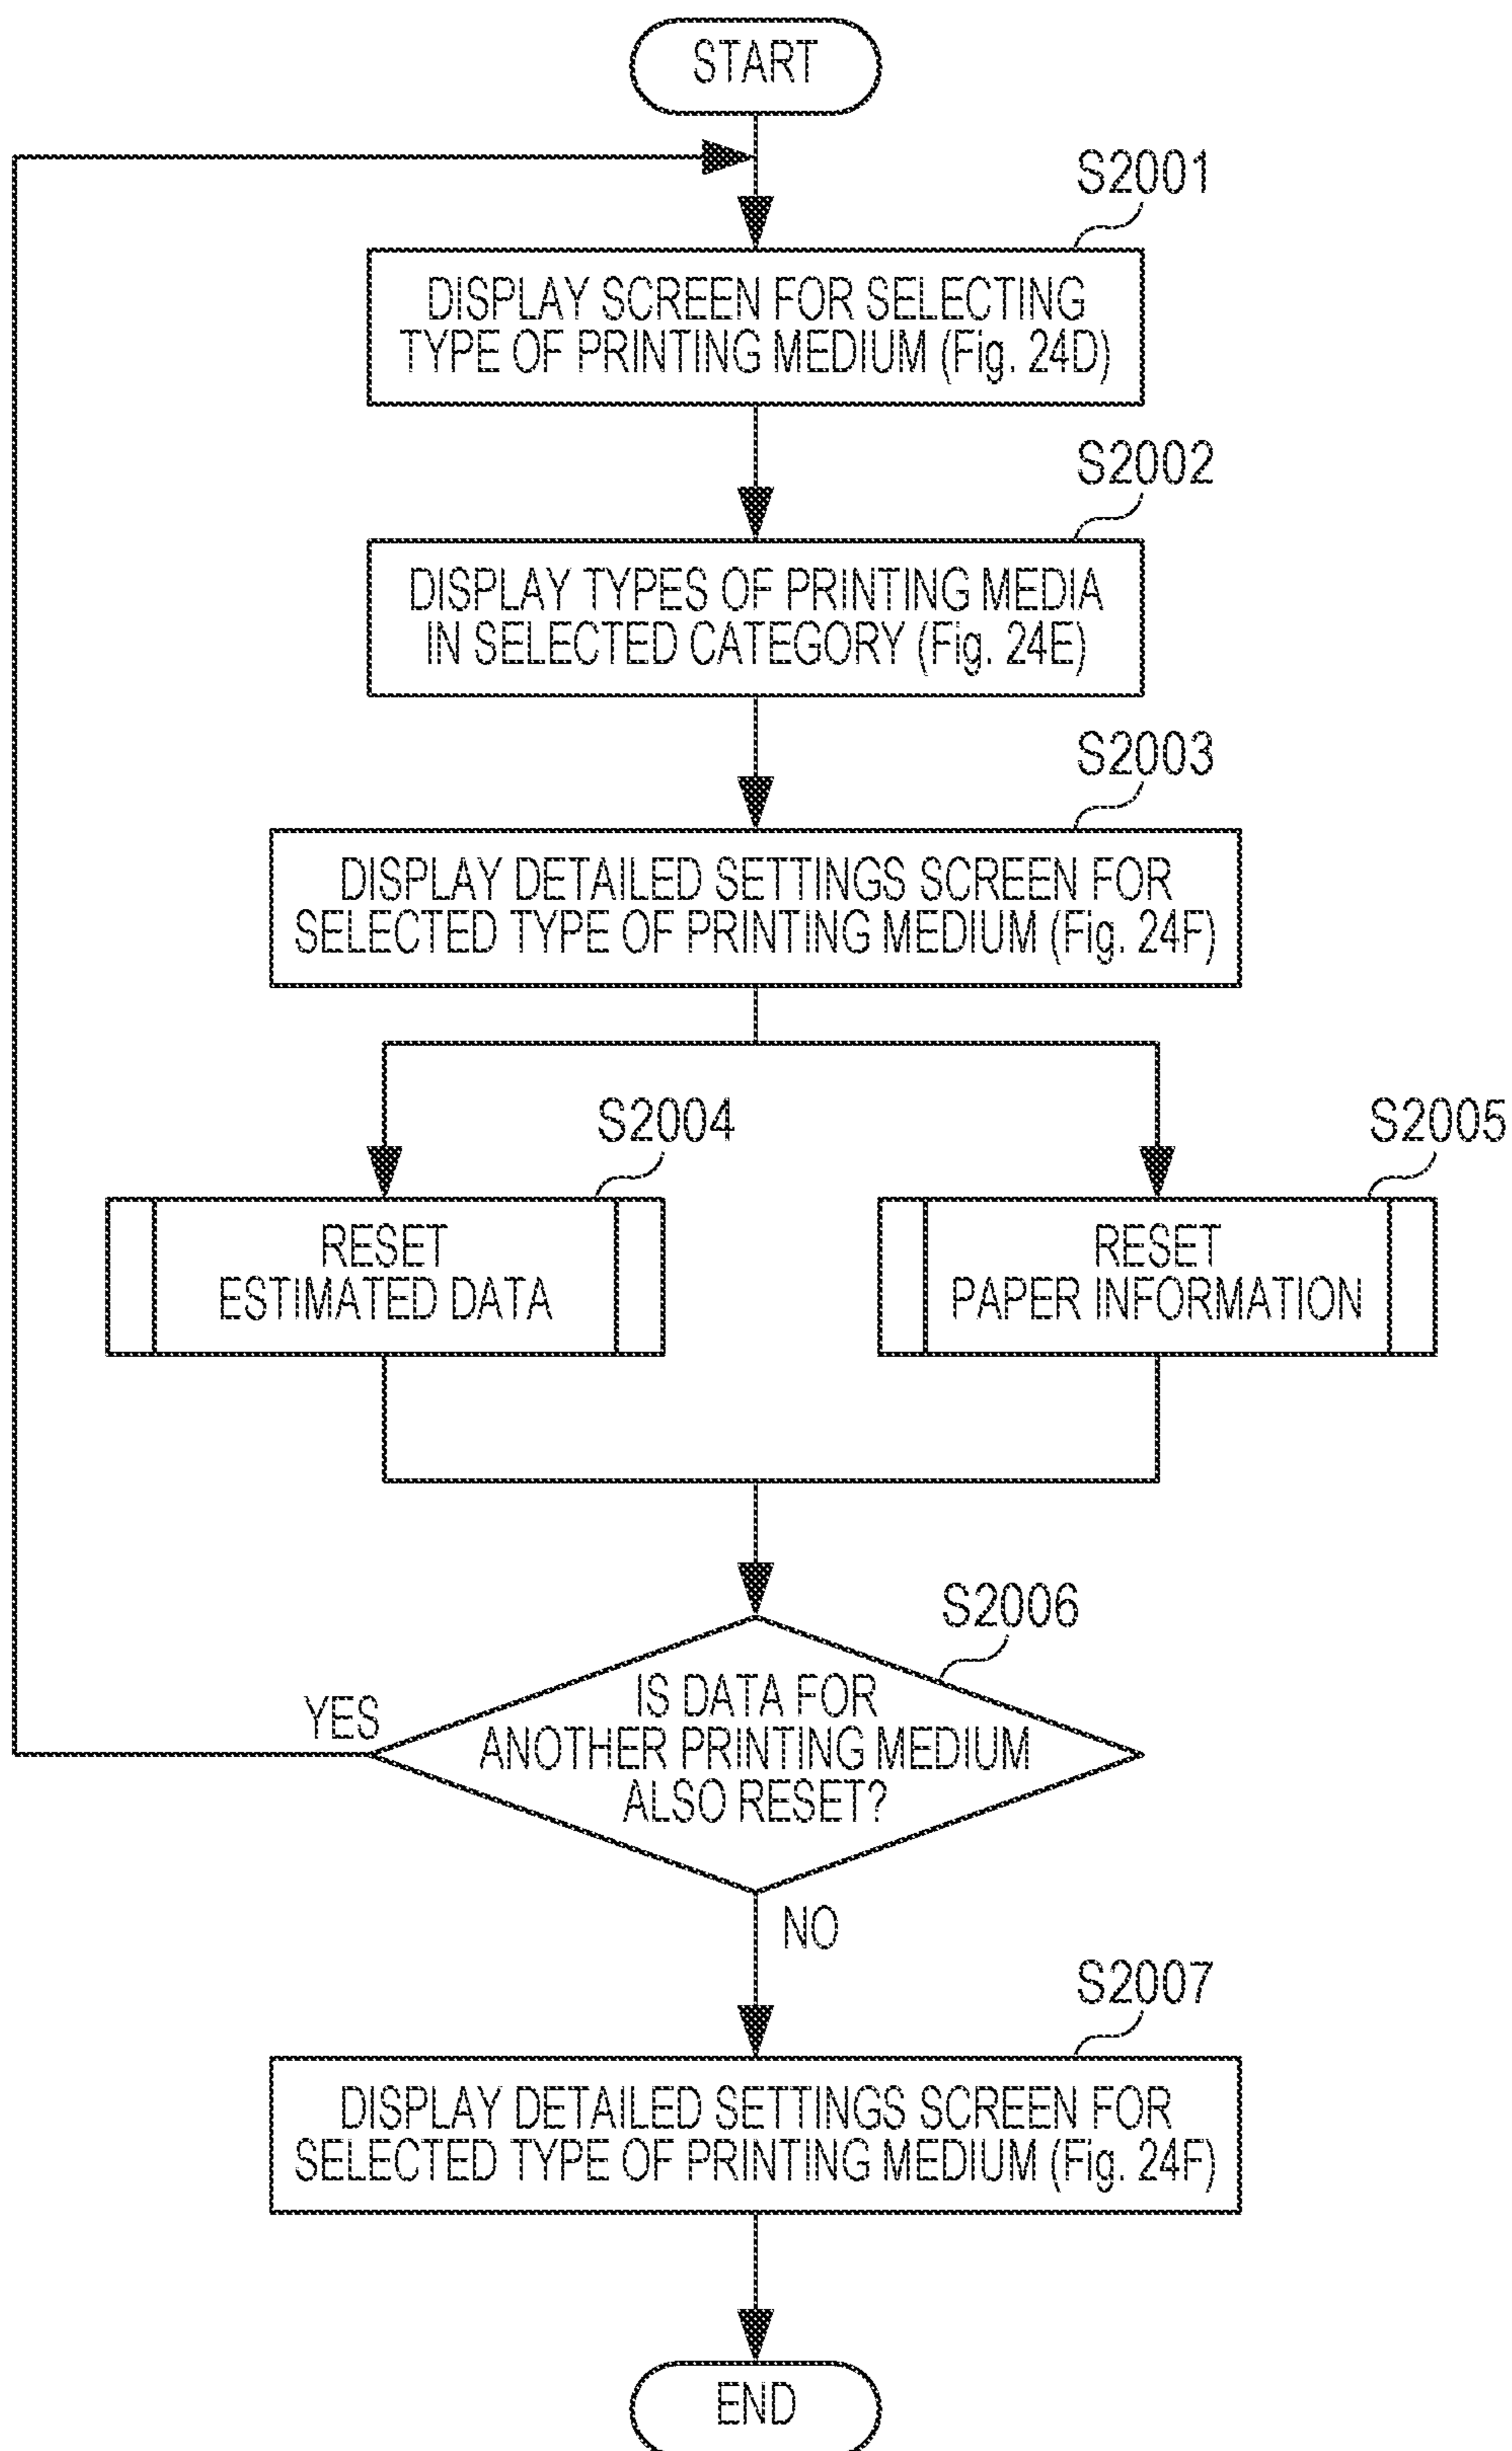 START
S2001
DISPLAY SCREEN FOR SELECTING
TYPE OF PRINTING MEDIUM (Fig. 24D)
S2002
DISPLAY TYPES OF PRINTING MEDIA
IN SELECTED CATEGORY (Fig. 24E)
S2003
DISPLAY DETAILED SETTINGS SCREEN FOR
SELECTED TYPE OF PRINTING MEDIUM (Fig. 24F)
S2004
RESET
ESTIMATED DATA
S2005
RESET
PAPER INFORMATION
S2006
IS DATA FOR
ANOTHER PRINTING MEDIUM
ALSO RESET?
YES
NO
S2007
DISPLAY DETAILED SETTINGS SCREEN FOR
SELECTED TYPE OF PRINTING MEDIUM (Fig. 24F)
END